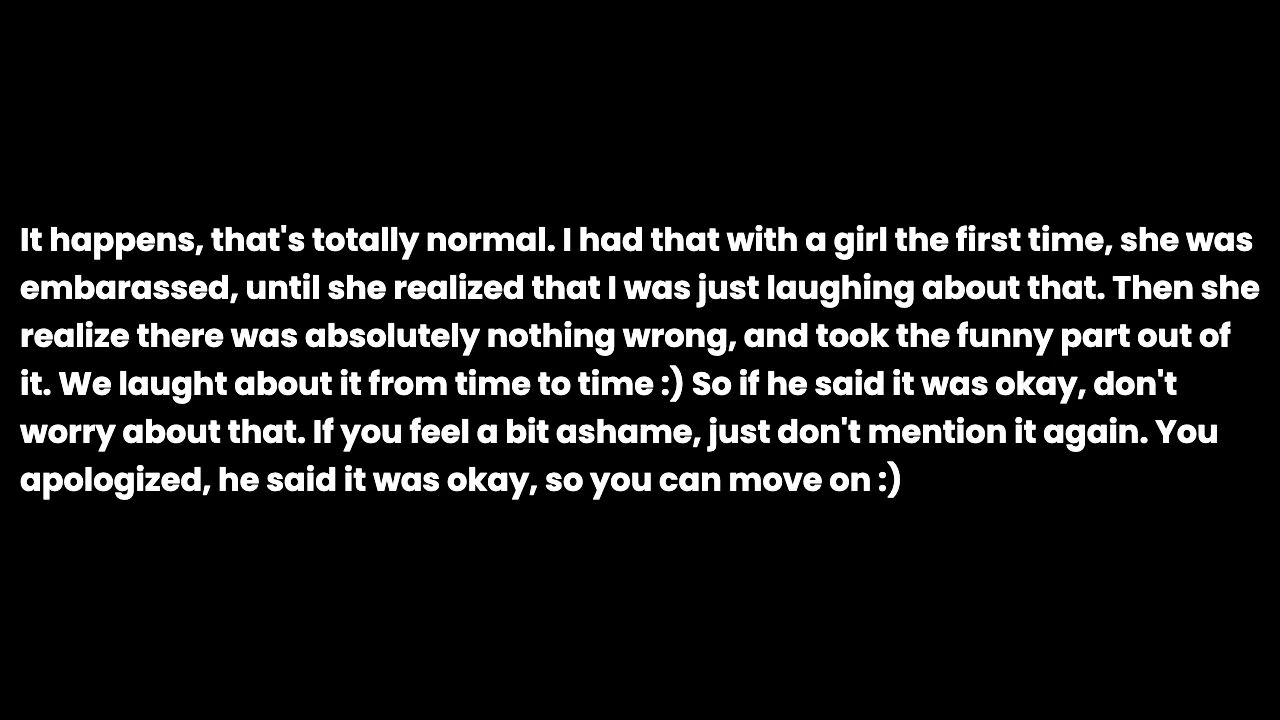 It happens, that's totally normal. I had that with a girl the first time, she was
embarassed, until she realized that I was just laughing about that. Then she
realize there was absolutely nothing wrong, and took the funny part out of
it. We laught about it from time to time :) So if he said it was okay, don't
worry about that. If you feel a bit ashame, just don't mention it again. You
apologized, he said it was okay, so you can move on :)